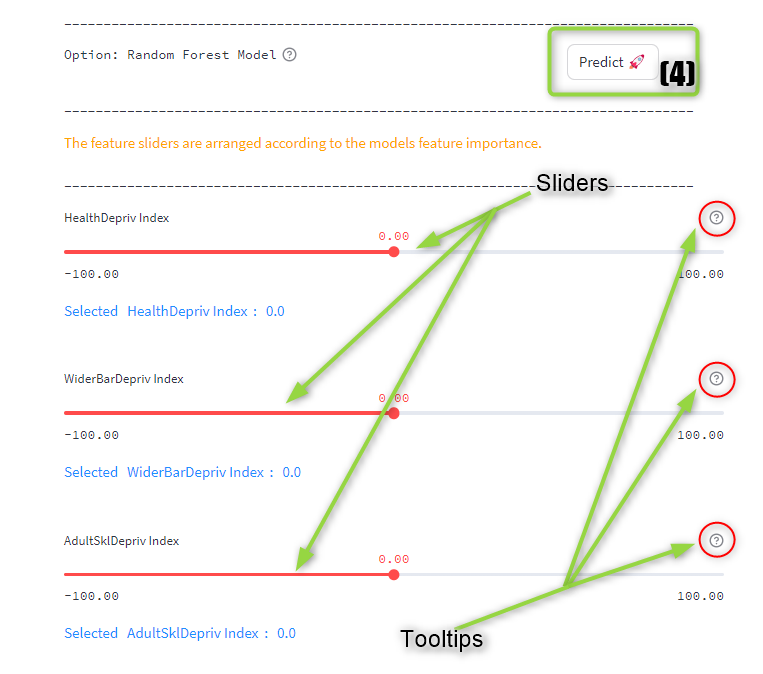 Option: Random Forest Model
Predict 🚀
(4)
The feature sliders are arranged according to the models feature importance.
Sliders
HealthDepriv Index
0.00
-100.00 100.00
Selected HealthDepriv Index : 0.0
WiderBarDepriv Index
0.00
-100.00 100.00
Selected WiderBarDepriv Index : 0.0
AdultSklDepriv Index
0.00
-100.00 100.00
Selected AdultSklDepriv Index : 0.0
Tooltips